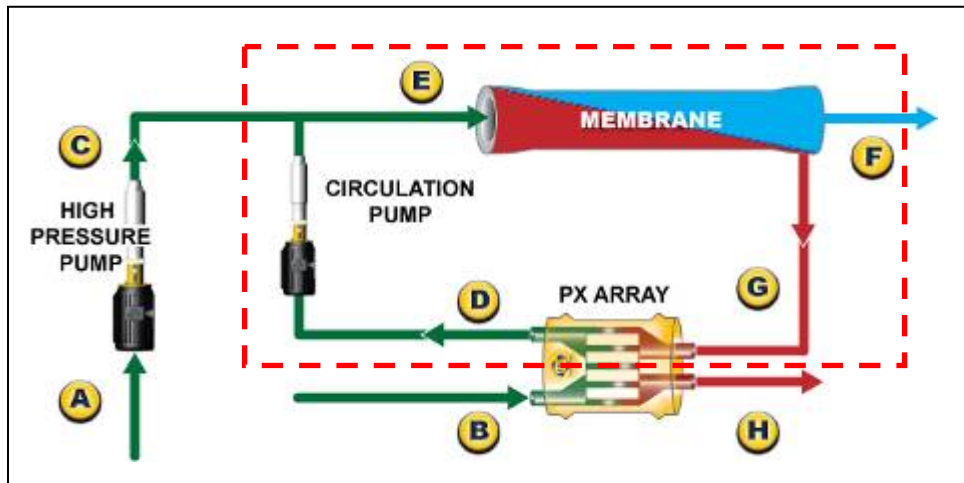 E
MEMBRANE
C
F
CIRCULATION
PUMP
HIGH
PRESSURE
PUMP
D
PX ARRAY
G
A
B
H